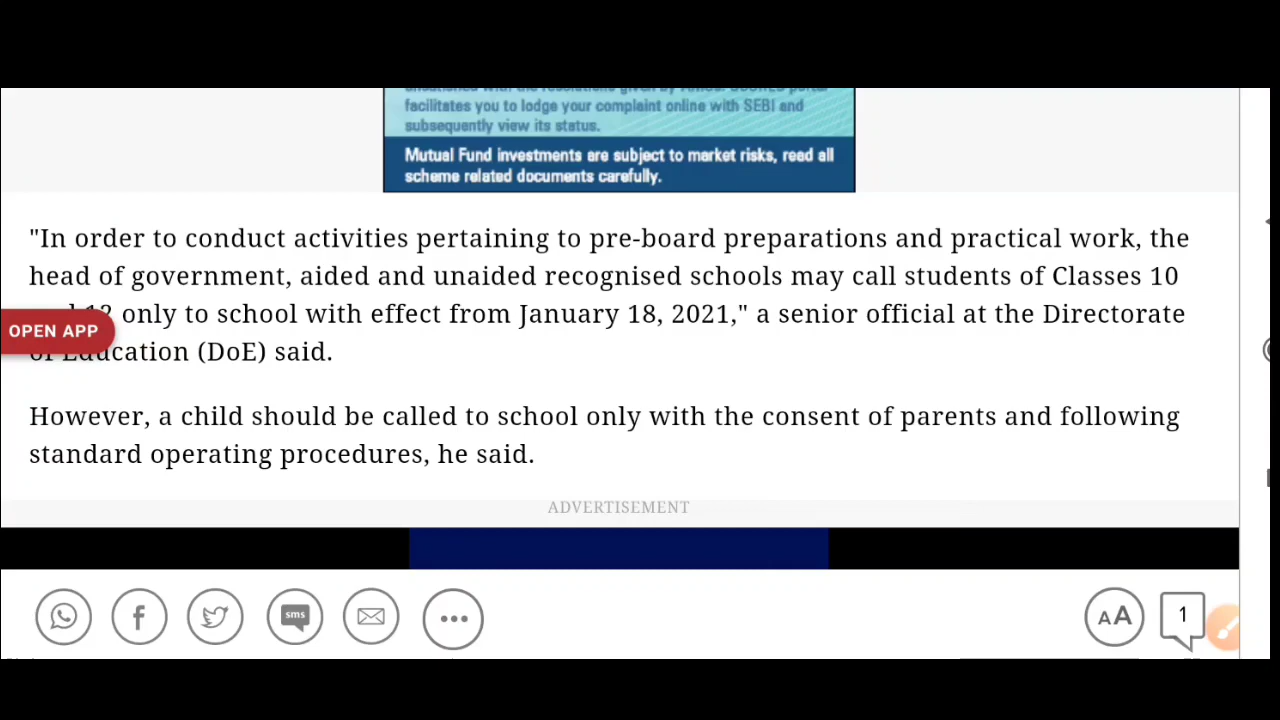 facilitates you to lodge your complaint online with SEBI and
subsequently view its status.
Mutual Fund investments are subject to market risks, read all
scheme related documents carefully.
"In order to conduct activities pertaining to pre-board preparations and practical work, the
head of government, aided and unaided recognised schools may call students of Classes 10
12 only to school with effect from January 18, 2021," a senior official at the Directorate
OPEN APP
of Education (DoE) said.
However, a child should be called to school only with the consent of parents and following
standard operating procedures, he said.
ADVERTISEMENT
f sms AA 1